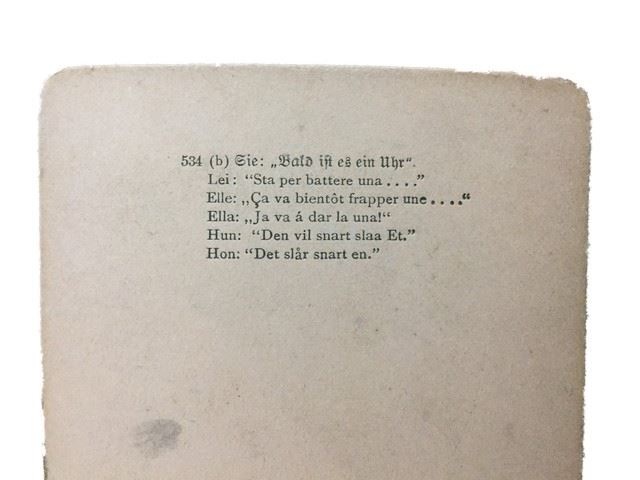 534 (b) Sie: „Bald ist es ein Uhr“.
Lei: “Sta per battere una . . . .”
Elle: „Ça va bientôt frapper une . . . .“
Ella: „Ja va á dar la una!“
Hun: “Den vil snart slaa Et.”
Hon: “Det slår snart en.”